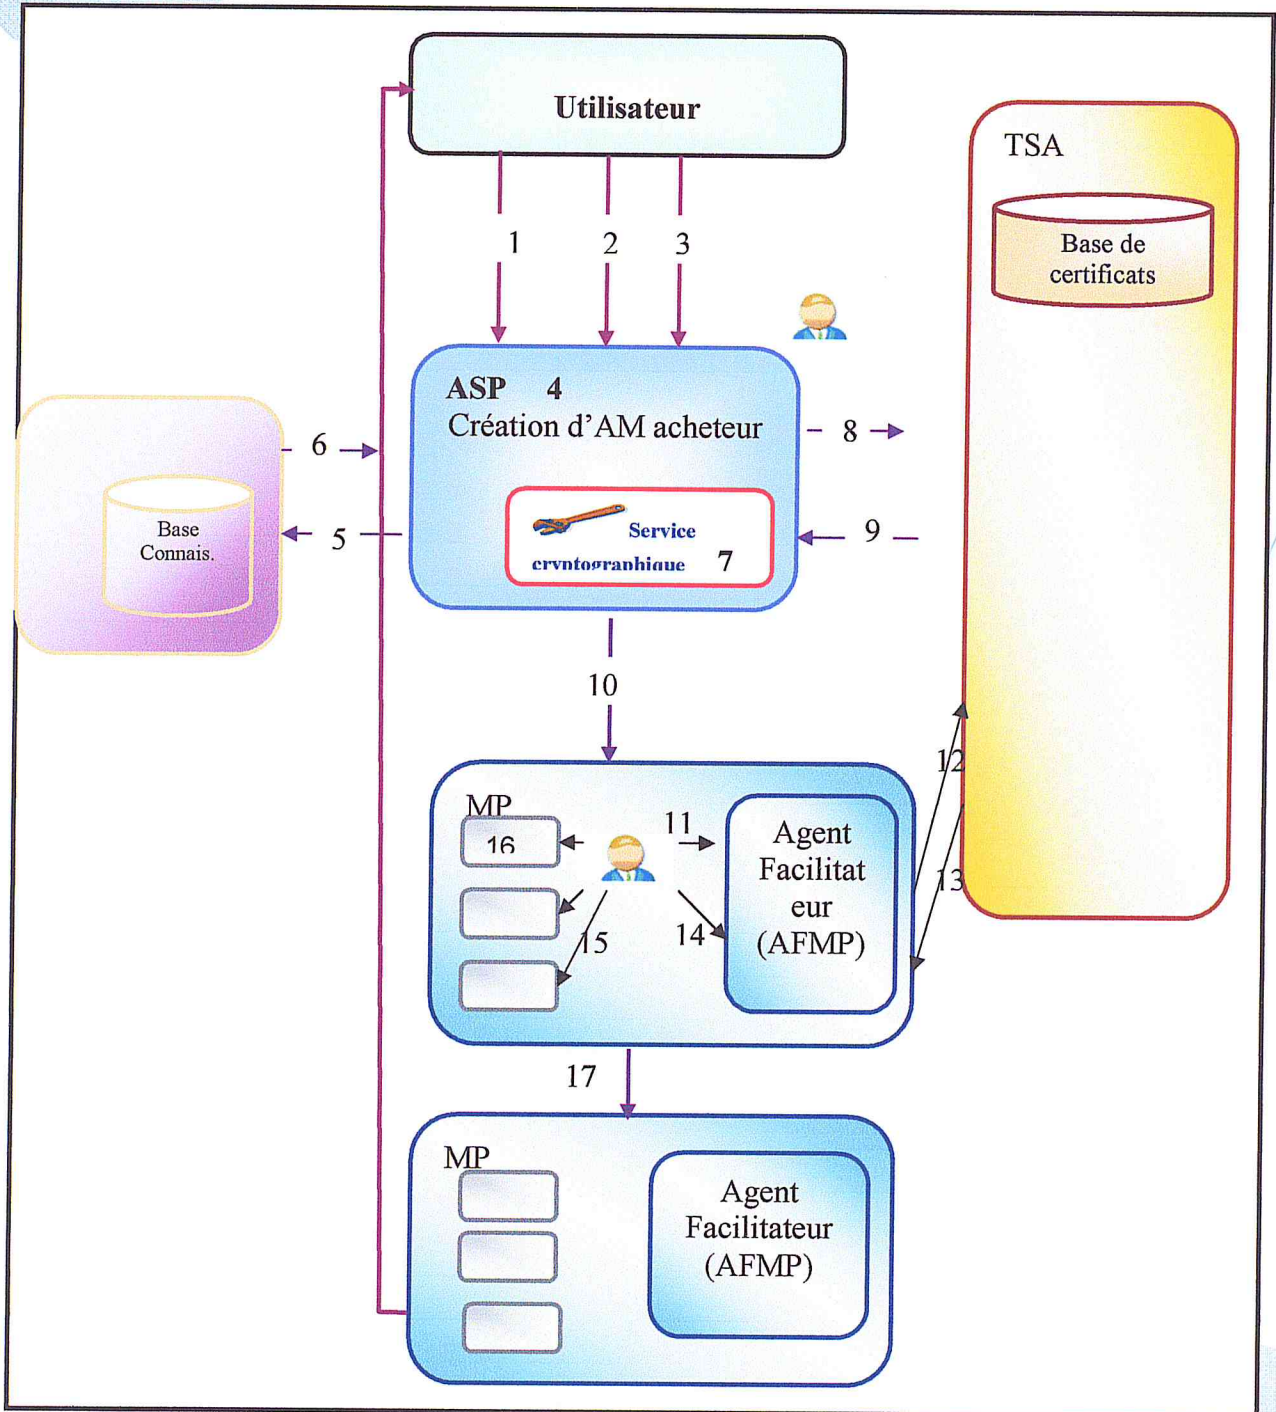 Utilisateur
TSA
Base de
certificats
1
2
3
ASP 4
Création d'AM acheteur
8
6
5
Base
Connais.
Service
cryptographique 7
9
10
12
13
MP
16
11
14
15
Agent
Facilitat
eur
(AFMP)
17
MP
Agent
Facilitateur
(AFMP)